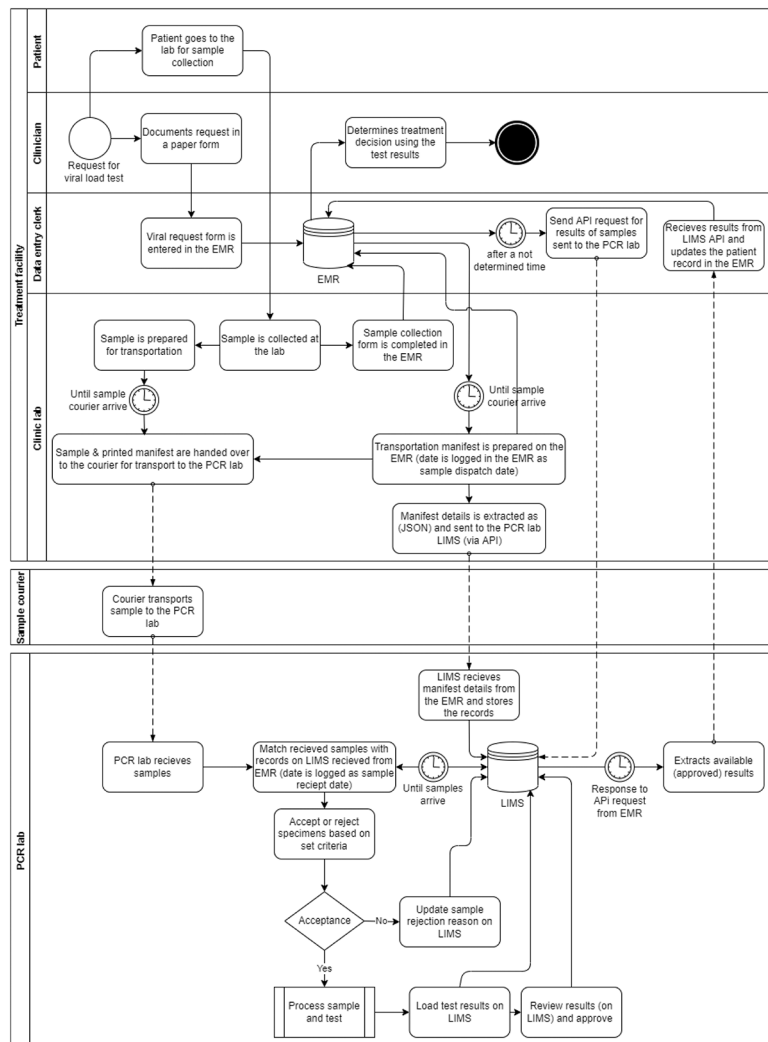 Treatment facility
Patient
Patient goes to the
lab for sample
collection
Clinician
Request for
viral load test
Documents request in
a paper form
Determines treatment
decision using the
test results
Data entry clerk
Viral request form is
entered in the EMR
EMR
after a not
determined time
Send API request for
results of samples
sent to the PCR lab
Recieves results from
LIMS API and
updates the patient
record in the EMR
Clinic lab
Sample is prepared
for transportation
Sample is collected at
the lab
Sample collection
form is completed in
the EMR
Until sample
courier arrive
Until sample
courier arrive
Sample & printed manifest are handed over
to the courier for transport to the PCR lab
Transportation manifest is prepared on the
EMR (date is logged in the EMR as
sample dispatch date)
Manifest details is extracted as
(JSON) and sent to the PCR lab
LIMS (via API)
Sample courier
Courier transports
sample to the PCR
lab
PCR lab
LIMS recieves
manifest details from
the EMR and stores
the records
PCR lab recieves
samples
Match recieved samples with
records on LIMS recieved from
EMR (date is logged as sample
reciept date)
Until samples
arrive
LIMS
Response to
APi request
from EMR
Extracts available
(approved) results
Accept or reject
specimens based on
set criteria
Acceptance
No
Update sample
rejection reason on
LIMS
Yes
Process sample
and test
Load test results on
LIMS
Review results (on
LIMS) and approve